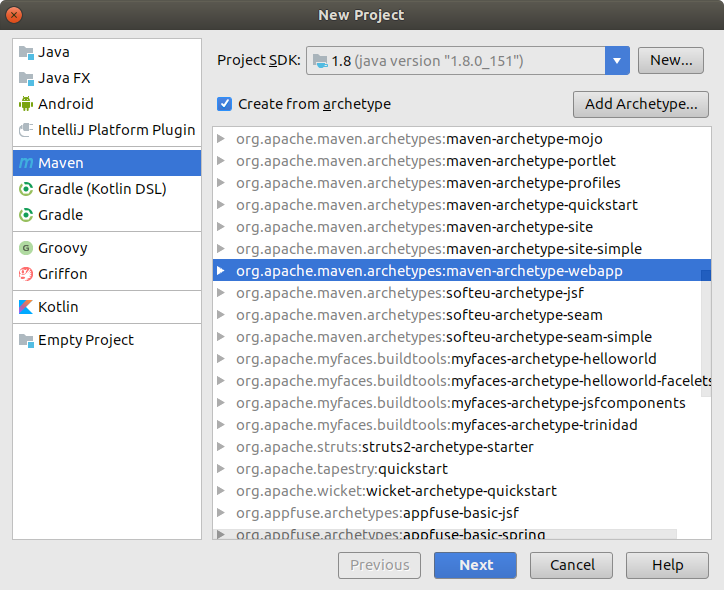 New Project
Java
Java FX
Android
IntelliJ Platform Plugin
Maven
Gradle (Kotlin DSL)
Gradle
Groovy
Griffon
Kotlin
Empty Project
Project SDK: 1.8 (java version "1.8.0_151") New...
Create from archetype Add Archetype...
org.apache.maven.archetypes:maven-archetype-mojo
org.apache.maven.archetypes:maven-archetype-portlet
org.apache.maven.archetypes:maven-archetype-profiles
org.apache.maven.archetypes:maven-archetype-quickstart
org.apache.maven.archetypes:maven-archetype-site
org.apache.maven.archetypes:maven-archetype-site-simple
org.apache.maven.archetypes:maven-archetype-webapp
org.apache.maven.archetypes:softeu-archetype-jsf
org.apache.maven.archetypes:softeu-archetype-seam
org.apache.maven.archetypes:softeu-archetype-seam-simple
org.apache.myfaces.buildtools:myfaces-archetype-helloworld
org.apache.myfaces.buildtools:myfaces-archetype-helloworld-facelets
org.apache.myfaces.buildtools:myfaces-archetype-jsfcomponents
org.apache.myfaces.buildtools:myfaces-archetype-trinidad
org.apache.struts:struts2-archetype-starter
org.apache.tapestry:quickstart
org.apache.wicket:wicket-archetype-quickstart
org.appfuse.archetypes:appfuse-basic-jsf
org.appfuse.archetypes:appfuse-basic-spring
Previous Next Cancel Help